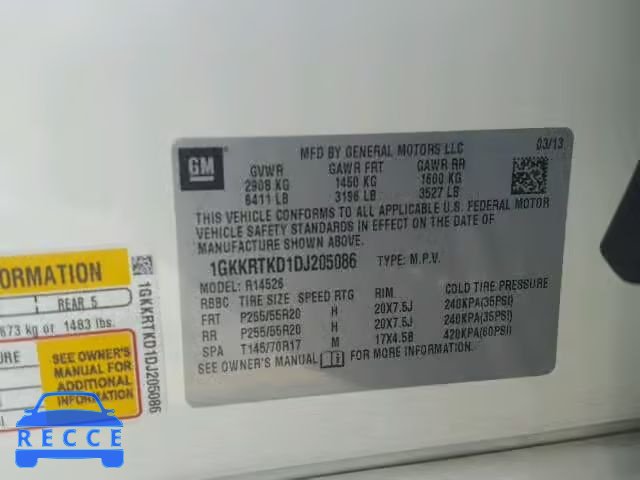 GM
MFD BY GENERAL MOTORS LLC
03/13
GVWR GAWR FRT GAWR RR
2908 KG 1450 KG 1600 KG
6411 LB 3196 LB 3527 LB
THIS VEHICLE CONFORMS TO ALL APPLICABLE U.S. FEDERAL MOTOR
VEHICLE SAFETY STANDARDS IN EFFECT ON THE DATE OF
MANUFACTURE SHOWN ABOVE.
1GKKRTKD1DJ205086 TYPE: M.P.V.
MODEL: R14526
RBBC TIRE SIZE SPEED RTG RIM COLD TIRE PRESSURE
FRT P255/55R20 H 20X7.5J 240KPA(35PSI)
RR P255/55R20 H 20X7.5J 240KPA(35PSI)
SPA T145/70R17 M 17X4.5B 420KPA(60PSI)
SEE OWNER'S MANUAL FOR MORE INFORMATION.
FORMATION
REAR 5
673 kg or 1483 lbs.
SEE OWNER'S
MANUAL FOR
ADDITIONAL
INFORMATION
1GKKRTKD1DJ205086
RECCE